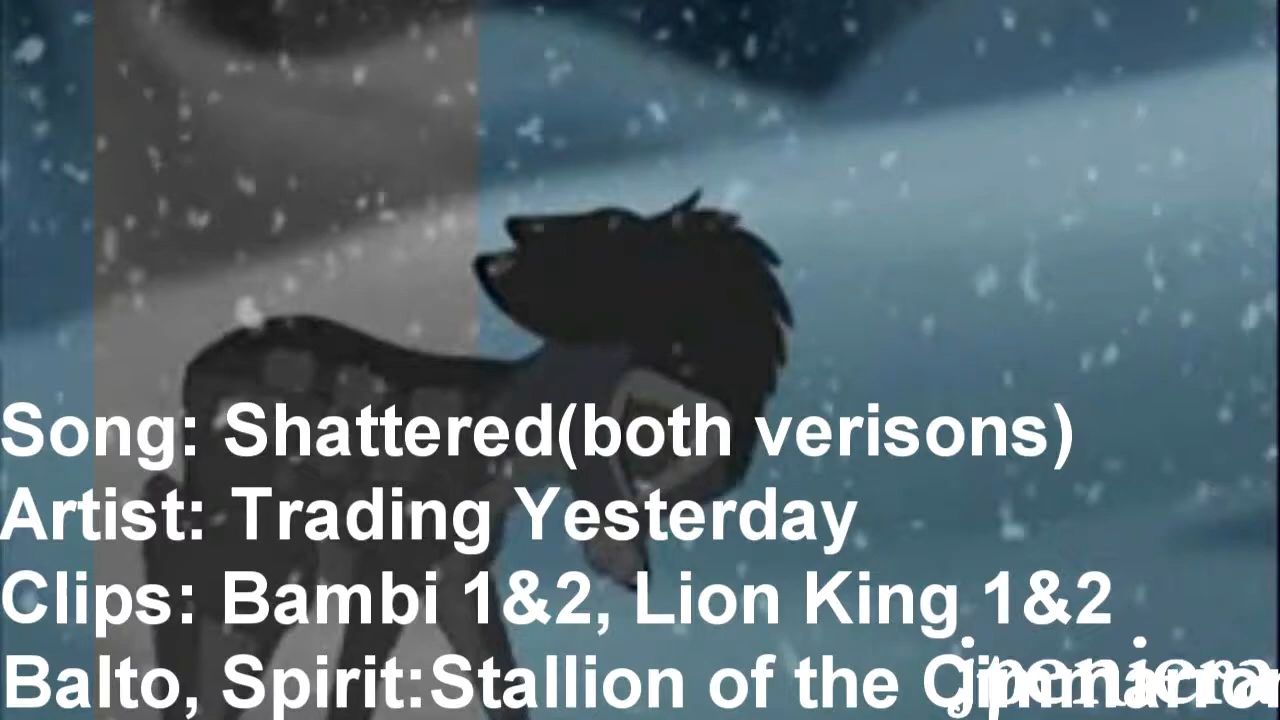 Song: Shattered(both verisons)
Artist: Trading Yesterday
Clips: Bambi 1&2, Lion King 1&2
Balto, Spirit:Stallion of the